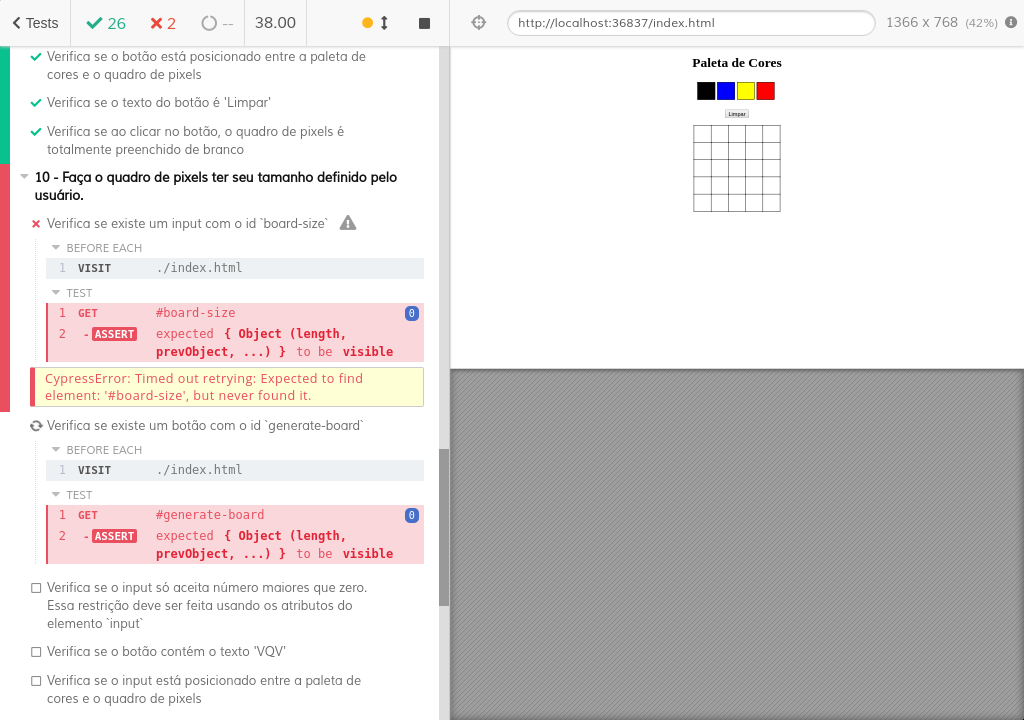 Tests 26 2 -- 38.00
http://localhost:36837/index.html 1366 x 768 (42%)
Verifica se o botão está posicionado entre a paleta de
cores e o quadro de pixels
Verifica se o texto do botão é 'Limpar'
Verifica se ao clicar no botão, o quadro de pixels é
totalmente preenchido de branco
10 - Faça o quadro de pixels ter seu tamanho definido pelo
usuário.
Verifica se existe um input com o id `board-size`
BEFORE EACH
1 VISIT ./index.html
TEST
1 GET #board-size 0
2 -ASSERT expected { Object (length,
prevObject, ...) } to be visible
CypressError: Timed out retrying: Expected to find
element: '#board-size', but never found it.
Verifica se existe um botão com o id `generate-board`
BEFORE EACH
1 VISIT ./index.html
TEST
1 GET #generate-board 0
2 -ASSERT expected { Object (length,
prevObject, ...) } to be visible
Verifica se o input só aceita número maiores que zero.
Essa restrição deve ser feita usando os atributos do
elemento `input`
Verifica se o botão contém o texto 'VQV'
Verifica se o input está posicionado entre a paleta de
cores e o quadro de pixels
Paleta de Cores
Limpar